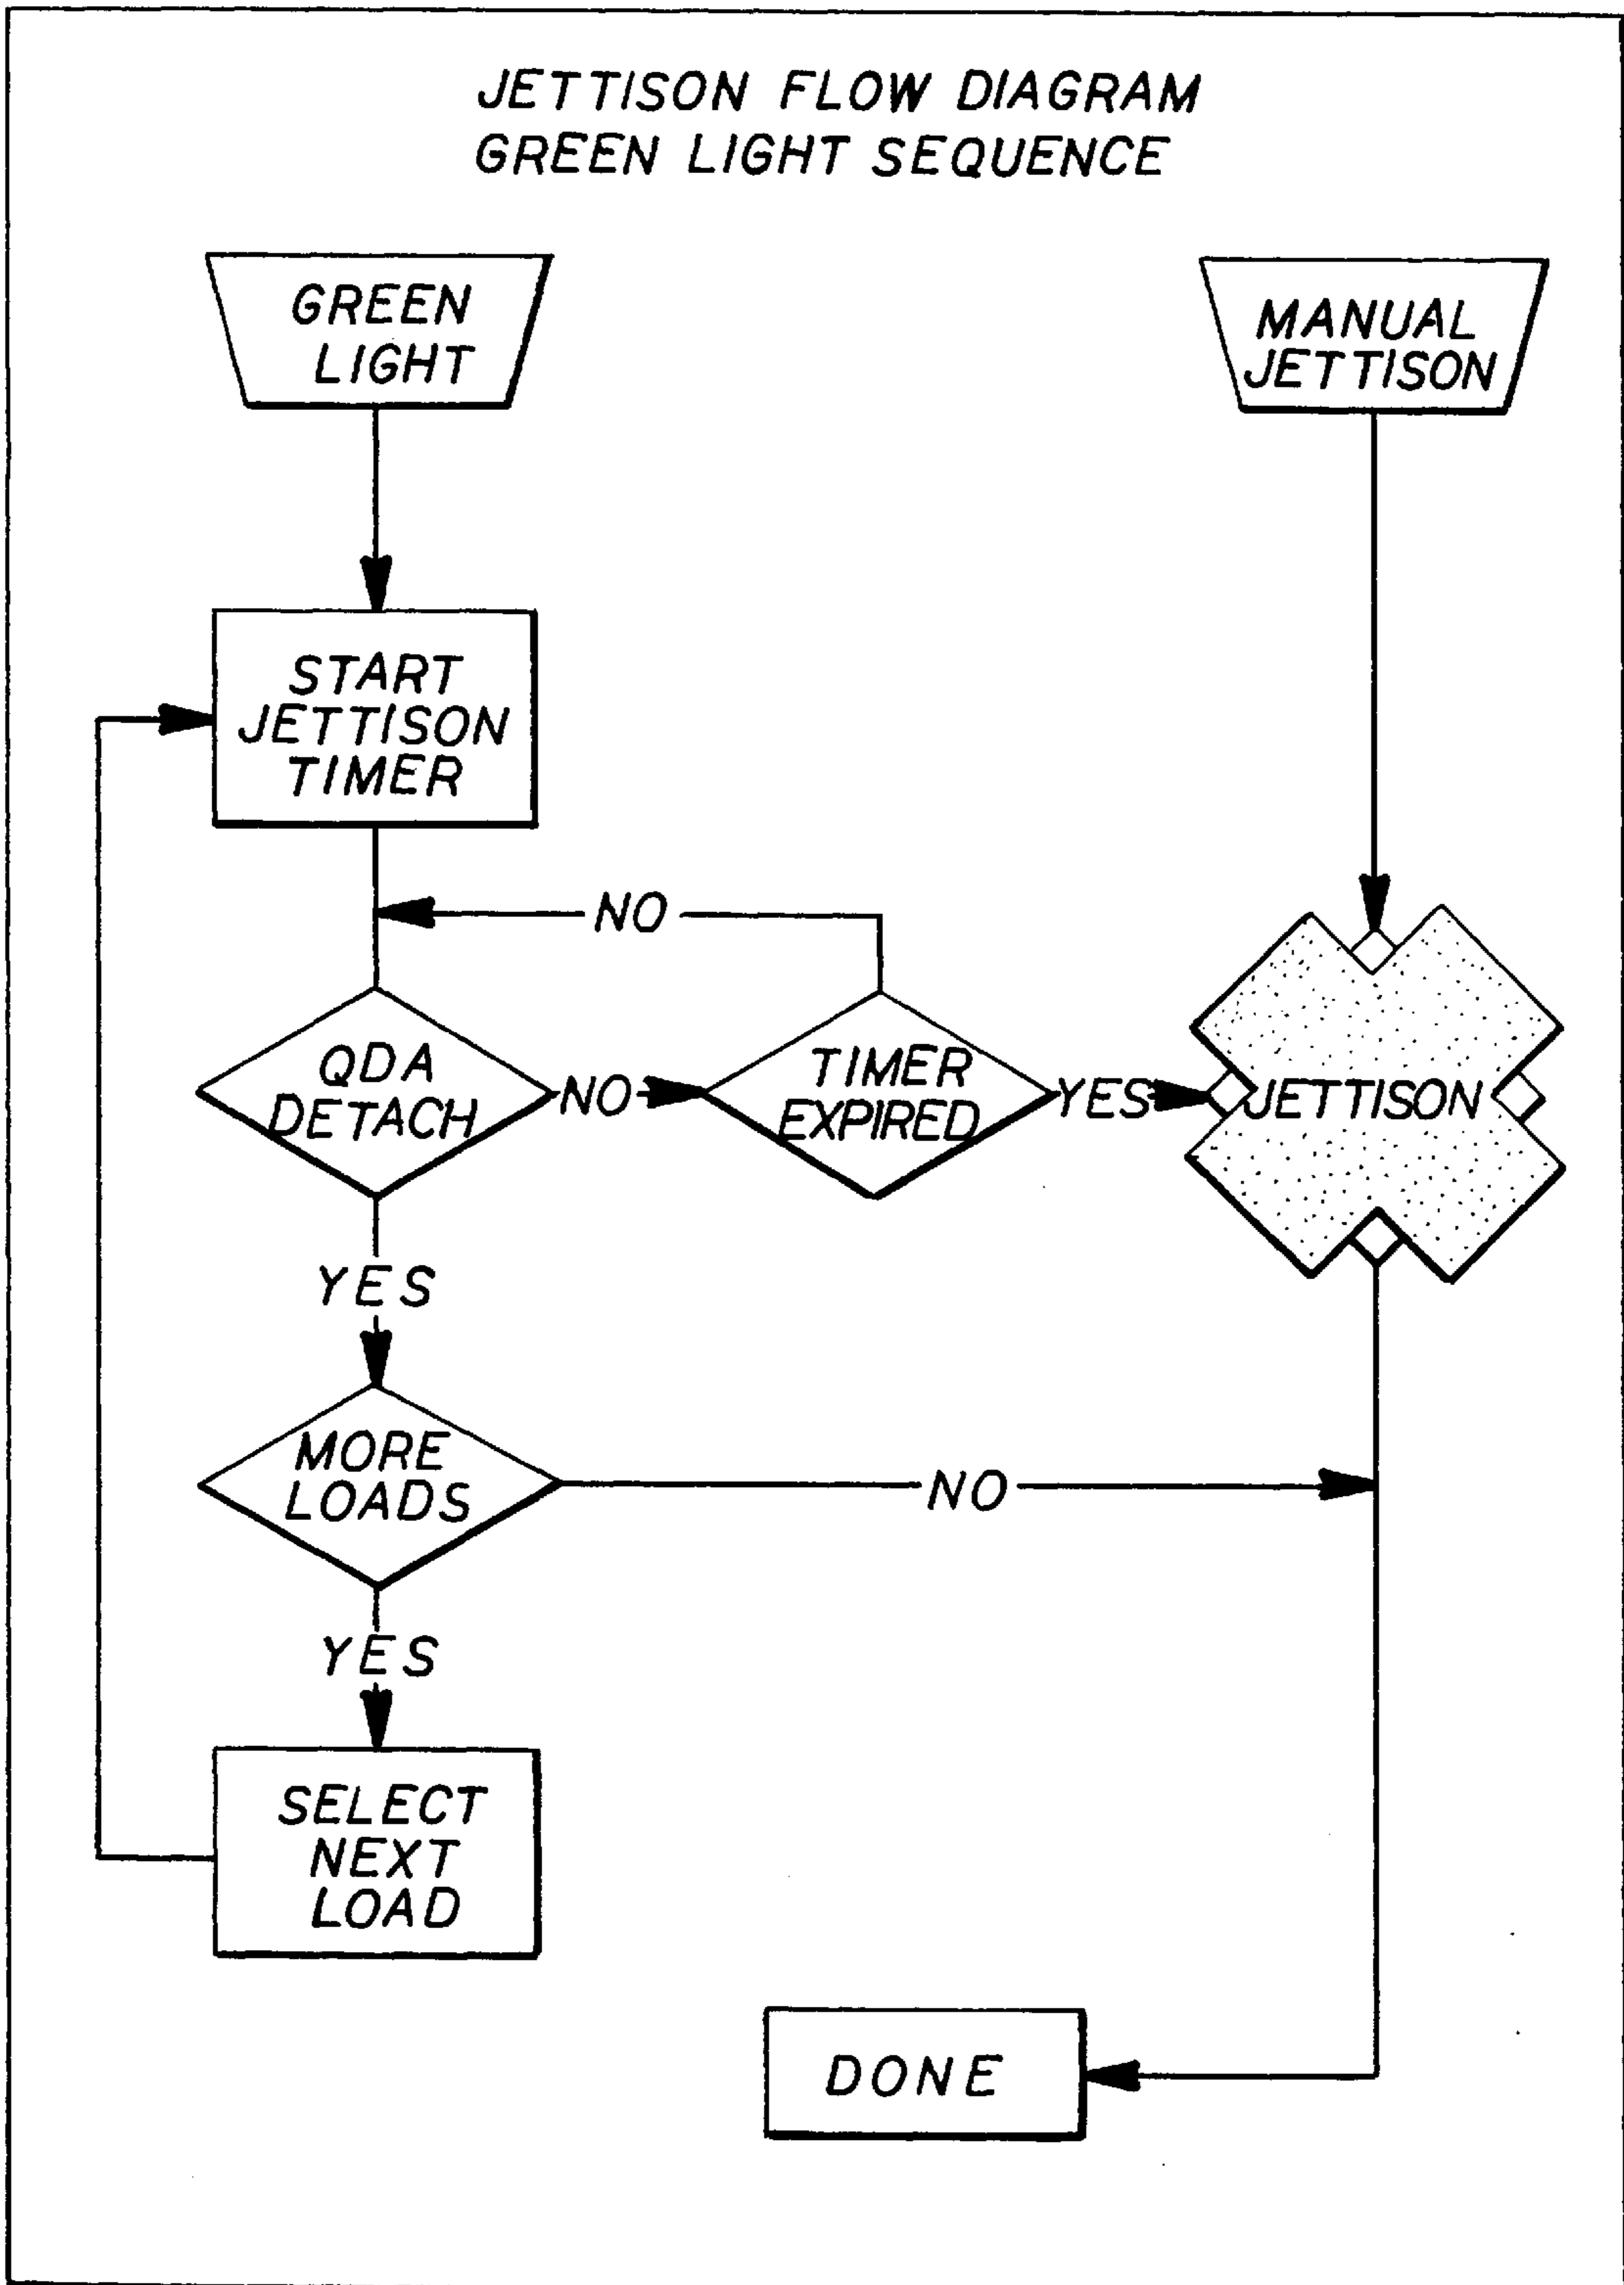 JETTISON FLOW DIAGRAM
GREEN LIGHT SEQUENCE
GREEN
LIGHT
MANUAL
JETTISON
START
JETTISON
TIMER
NO
QDA
DETACH
NO
TIMER
EXPIRED
YES
JETTISON
YES
MORE
LOADS
NO
YES
SELECT
NEXT
LOAD
DONE